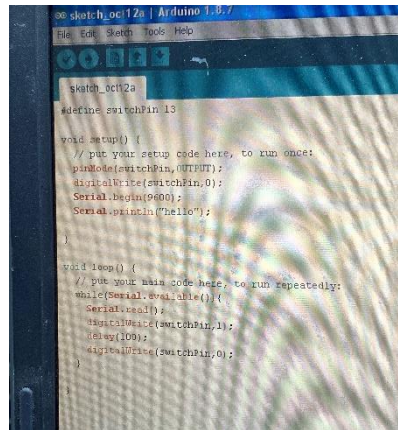 sketch_oct12a | Arduino 1.8.7
File Edit Sketch Tools Help
sketch_oct12a
#define switchPin 13
void setup() {
// put your setup code here, to run once:
pinMode(switchPin,OUTPUT);
digitalWrite(switchPin,0);
Serial.begin(9600);
Serial.println("hello");
}
void loop() {
// put your main code here, to run repeatedly:
while(Serial.available()){
Serial.read();
digitalWrite(switchPin,1);
delay(100);
digitalWrite(switchPin,0);
}
}